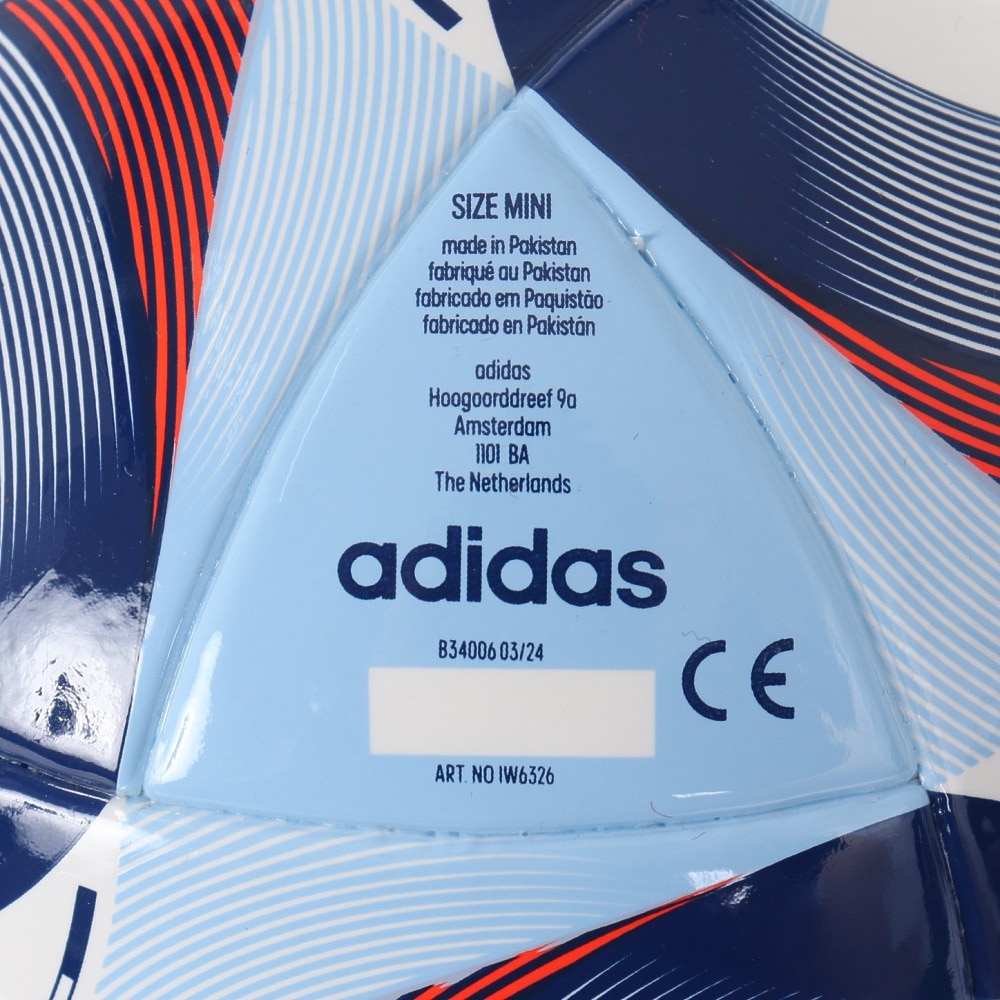 SIZE MINI
made in Pakistan
fabriqué au Pakistan
fabricado em Paquistão
fabricado en Pakistán
adidas
Hoogoorddreef 9a
Amsterdam
1101 BA
The Netherlands
adidas
B34006 03/24
CE
ART. NO IW6326